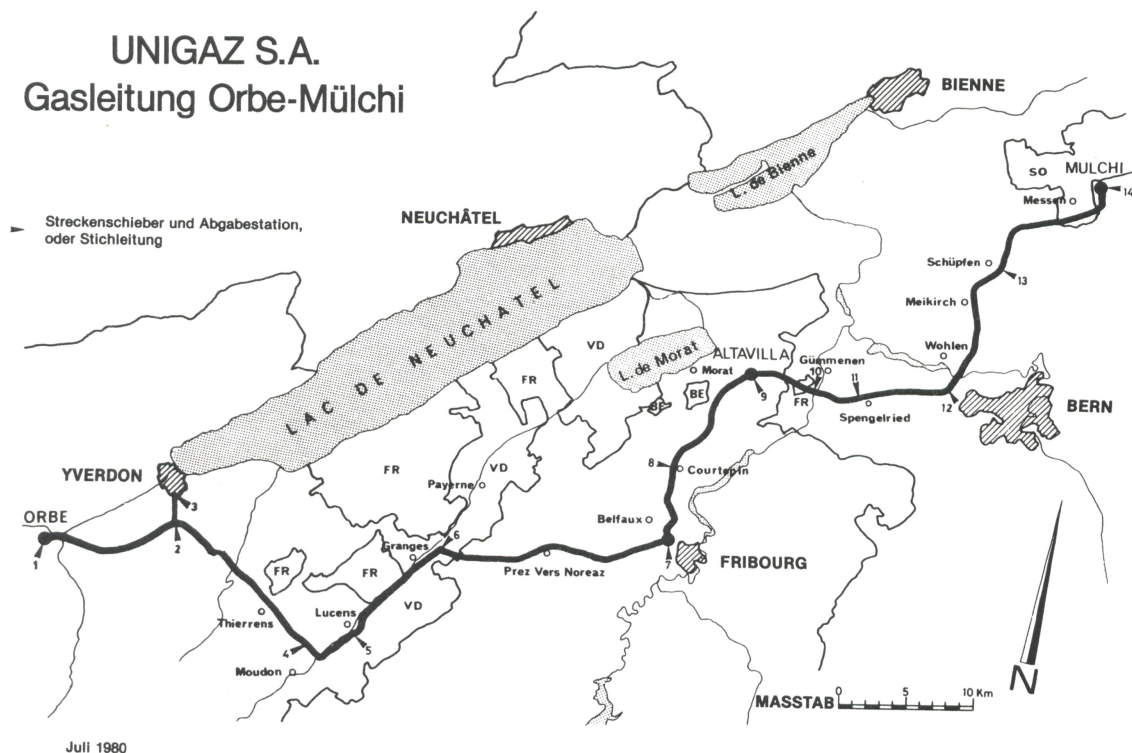 UNIGAZ S.A.
Gasleitung Orbe-Mülchi
BIENNE
L. de Bienne
SO
MULCHI
14
Messen
Streckenschieber und Abgabestation,
oder Stichleitung
NEUCHÂTEL
Schüpfen
13
Meikirch
LAC DE NEUCHATEL
VD
L. de Morat
ALTAVILLA
Wohlen
Gümmenen
10
11
Morat
FR
9
FR
BE
BE
Spengelried
12
BERN
YVERDON
3
FR
VD
Payerne
8
Courtepin
ORBE
1
2
6
Belfaux
Granges
7
FR
FR
Prez Vers Noreaz
FRIBOURG
Thierrens
Lucens
VD
4
5
Moudon
N
MASSTAB
0 5 10 Km
Juli 1980